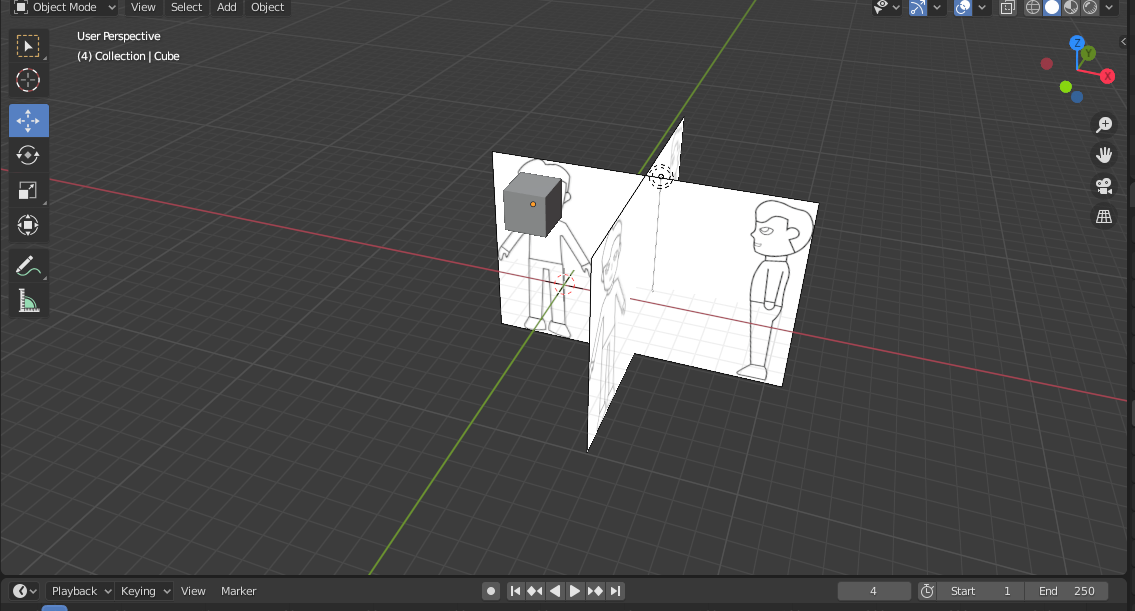 Object Mode View Select Add Object
User Perspective
(4) Collection | Cube
Z
Y
X
Playback Keying View Marker 4 Start 1 End 250